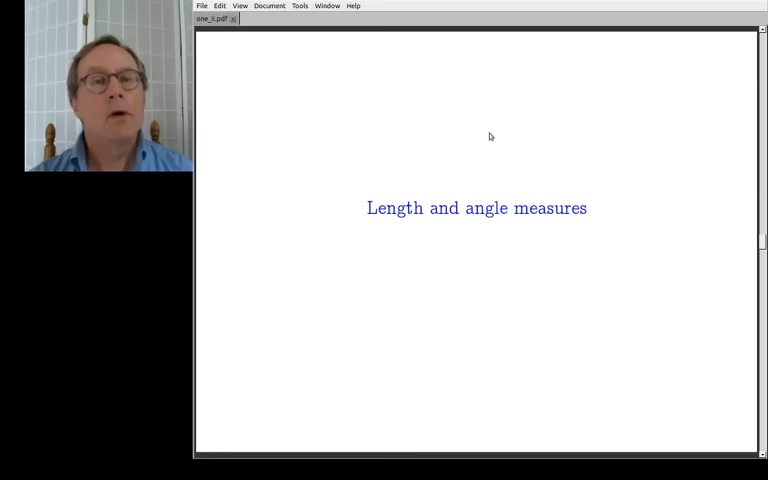 File Edit View Document Tools Window Help
one_ii.pdf
Length and angle measures